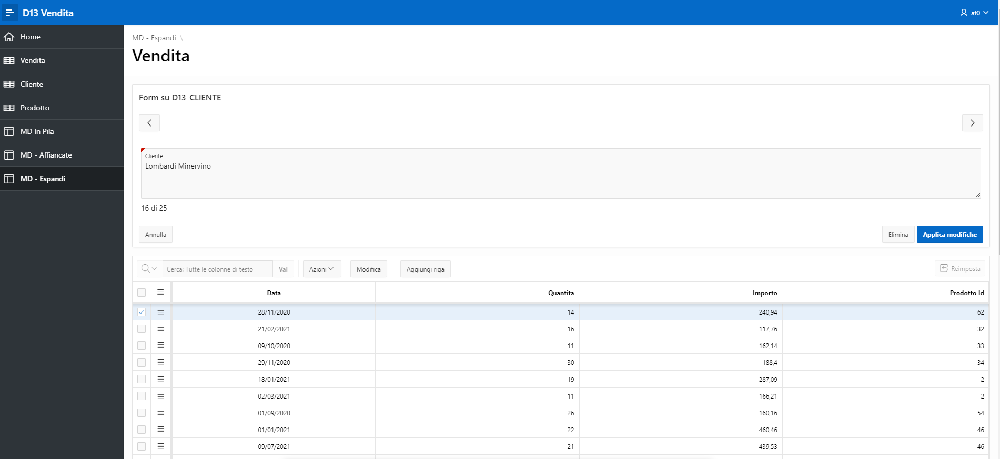 D13 Vendita
at0
Home
Vendita
Cliente
Prodotto
MD In Pila
MD - Affiancate
MD - Espandi
MD - Espandi \
Vendita
Form su D13_CLIENTE
Cliente
Lombardi Minervino
16 di 25
Annulla
Elimina
Applica modifiche
Cerca: Tutte le colonne di testo
Vai
Azioni
Modifica
Aggiungi riga
Reimposta
Data Quantita Importo Prodotto Id
28/11/2020 14 240,94 62
21/02/2021 16 117,76 32
09/10/2020 11 162,14 33
29/11/2020 30 188,4 34
18/01/2021 19 287,09 2
02/03/2021 11 166,21 2
01/09/2020 26 160,16 54
01/01/2021 22 460,46 46
09/07/2021 21 439,53 46